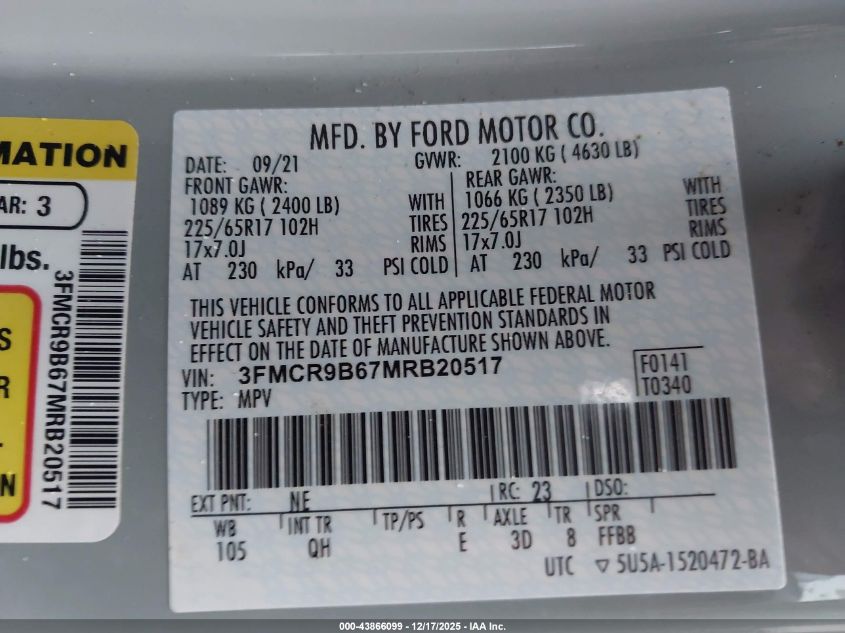 MATION
AR: 3
lbs.
S
R
N
3FMCR9B67MRB20517
MFD. BY FORD MOTOR CO.
DATE: 09/21 GVWR: 2100 KG ( 4630 LB)
FRONT GAWR: REAR GAWR:
1089 KG ( 2400 LB) WITH 1066 KG ( 2350 LB) WITH
225/65R17 102H TIRES 225/65R17 102H TIRES
17x7.0J RIMS 17x7.0J RIMS
AT 230 kPa/ 33 PSI COLD AT 230 kPa/ 33 PSI COLD
THIS VEHICLE CONFORMS TO ALL APPLICABLE FEDERAL MOTOR
VEHICLE SAFETY AND THEFT PREVENTION STANDARDS IN
EFFECT ON THE DATE OF MANUFACTURE SHOWN ABOVE.
VIN: 3FMCR9B67MRB20517 F0141
TYPE: MPV T0340
EXT PNT: NE RC: 23 DSO:
WB INT TR TP/PS R AXLE TR SPR
105 QH E 3D 8 FFBB
UTC ▽ 5U5A-1520472-BA
000-43866099 - 12/17/2025 - IAA Inc.